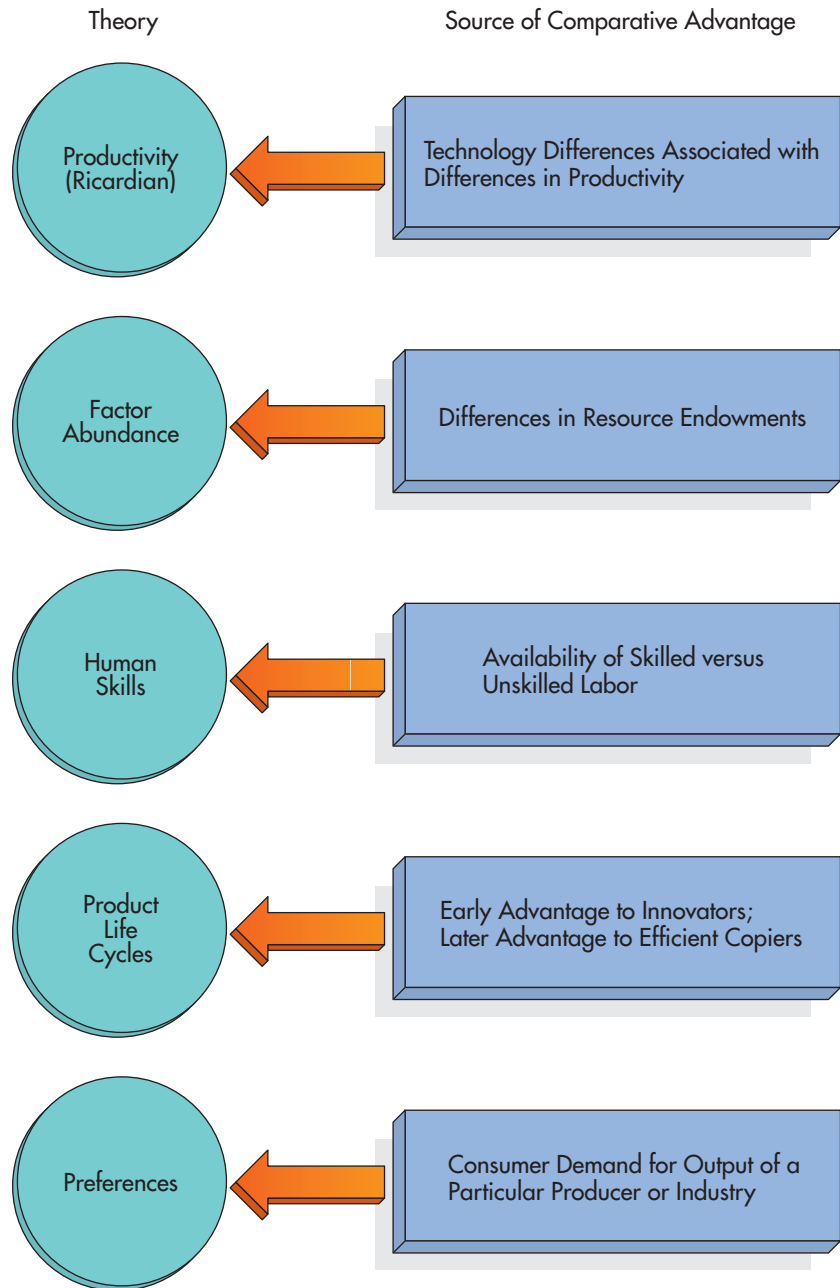 Theory
Source of Comparative Advantage
Productivity
(Ricardian)
Technology Differences Associated with
Differences in Productivity
Factor
Abundance
Differences in Resource Endowments
Human
Skills
Availability of Skilled versus
Unskilled Labor
Product
Life
Cycles
Early Advantage to Innovators;
Later Advantage to Efficient Copiers
Preferences
Consumer Demand for Output of a
Particular Producer or Industry